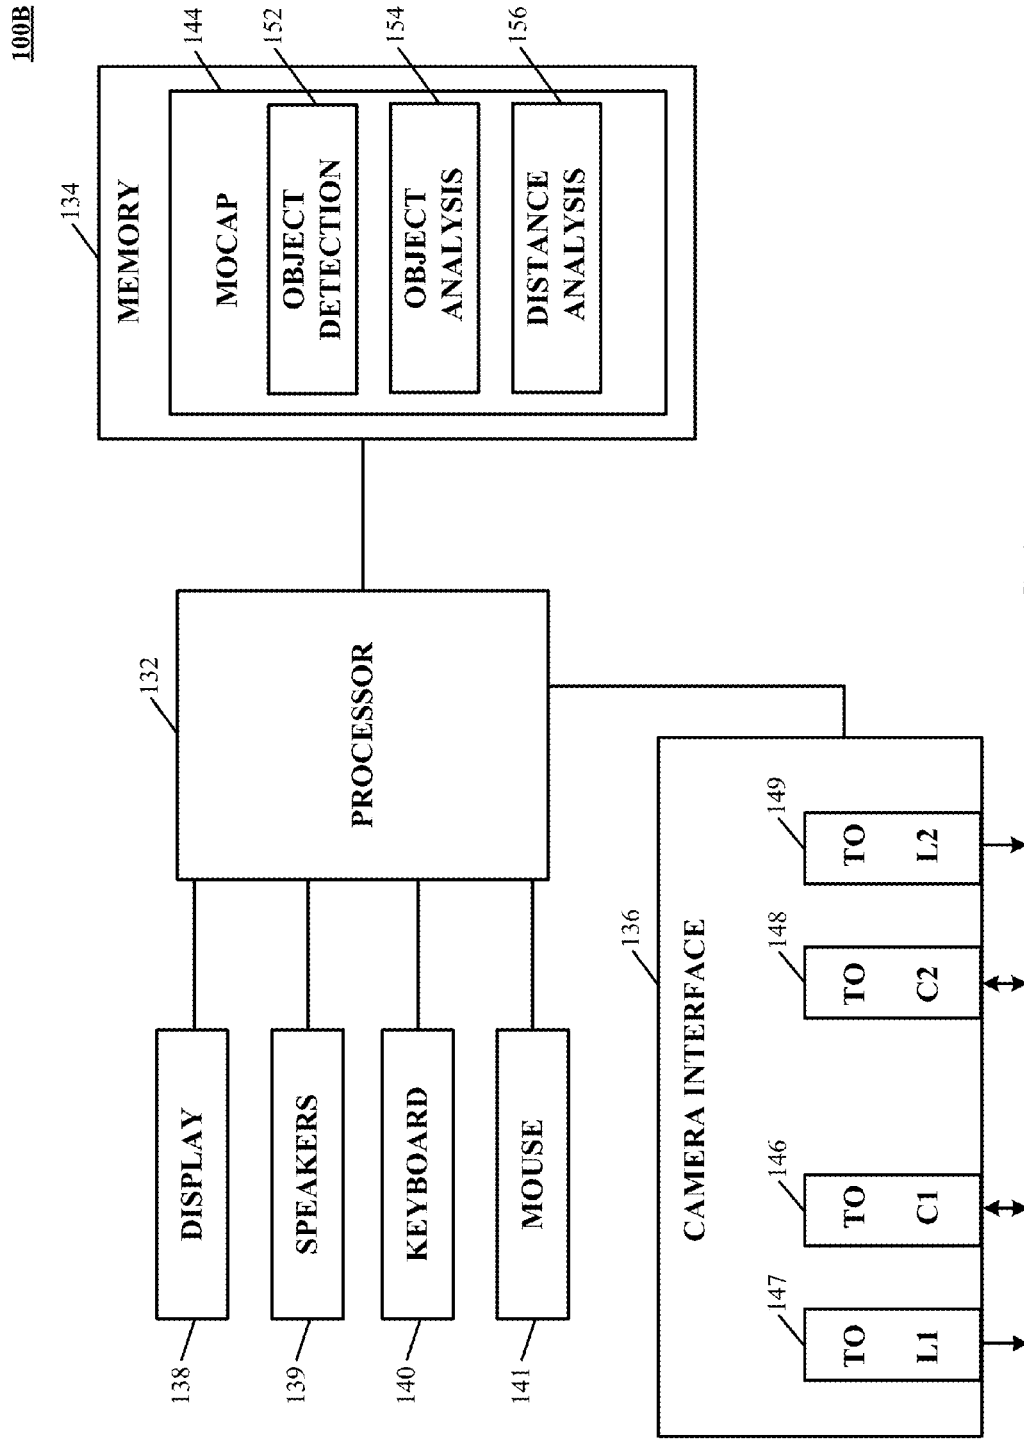 100B
138
DISPLAY
139
SPEAKERS
140
KEYBOARD
141
MOUSE
132
PROCESSOR
134
MEMORY
144
MOCAP
152
OBJECT
DETECTION
154
OBJECT
ANALYSIS
156
DISTANCE
ANALYSIS
136
CAMERA INTERFACE
147
TO
L1
146
TO
C1
148
TO
C2
149
TO
L2